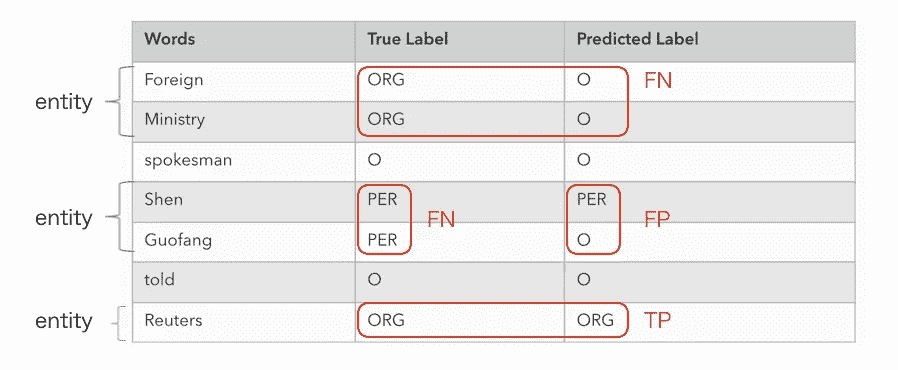 Words True Label Predicted Label
entity Foreign ORG O FN
Ministry ORG O
spokesman O O
entity Shen PER FN PER FP
Guofang PER O
told O O
entity Reuters ORG ORG TP